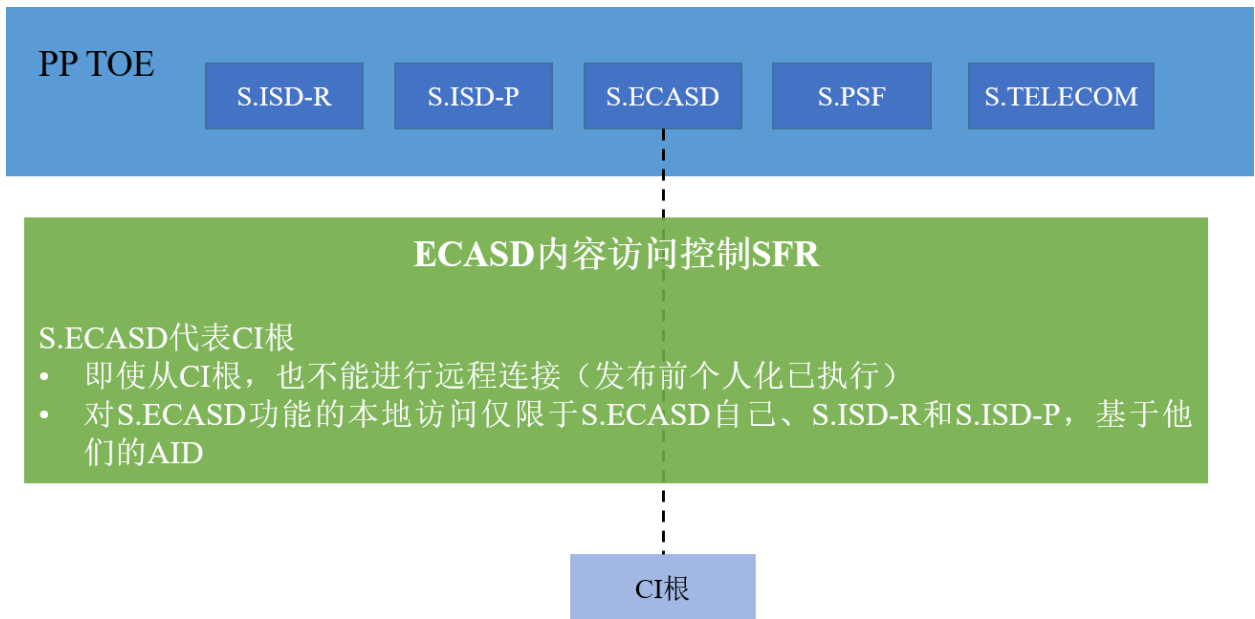 PP TOE
S.ISD-R
S.ISD-P
S.ECASD
S.PSF
S.TELECOM
ECASD内容访问控制SFR
S.ECASD代表CI根
• 即使从CI根，也不能进行远程连接（发布前个人化已执行）
• 对S.ECASD功能的本地访问仅限于S.ECASD自己、S.ISD-R和S.ISD-P，基于他
们的AID
CI根